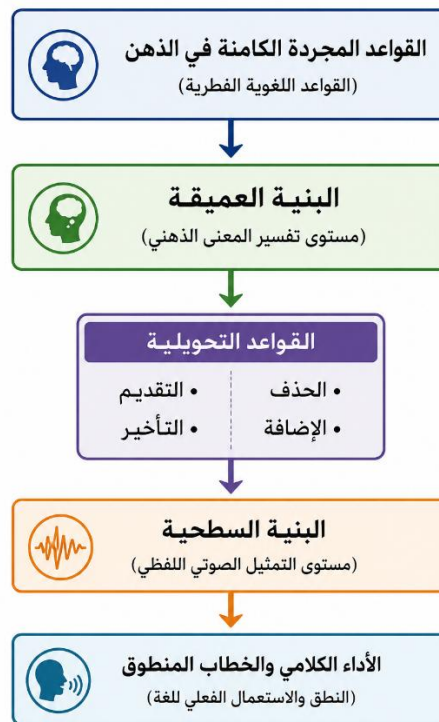 القواعد المجردة الكامنة في الذهن
(القواعد اللغوية الفطرية)
البنية العميقة
(مستوى تفسير المعنى الذهني)
القواعد التحويلية
• الحذف
• الإضافة
• التقديم
• التأخير
البنية السطحية
(مستوى التمثيل الصوتي اللفظي)
الأداء الكلامي والخطاب المنطوق
(النطق والاستعمال الفعلي للغة)